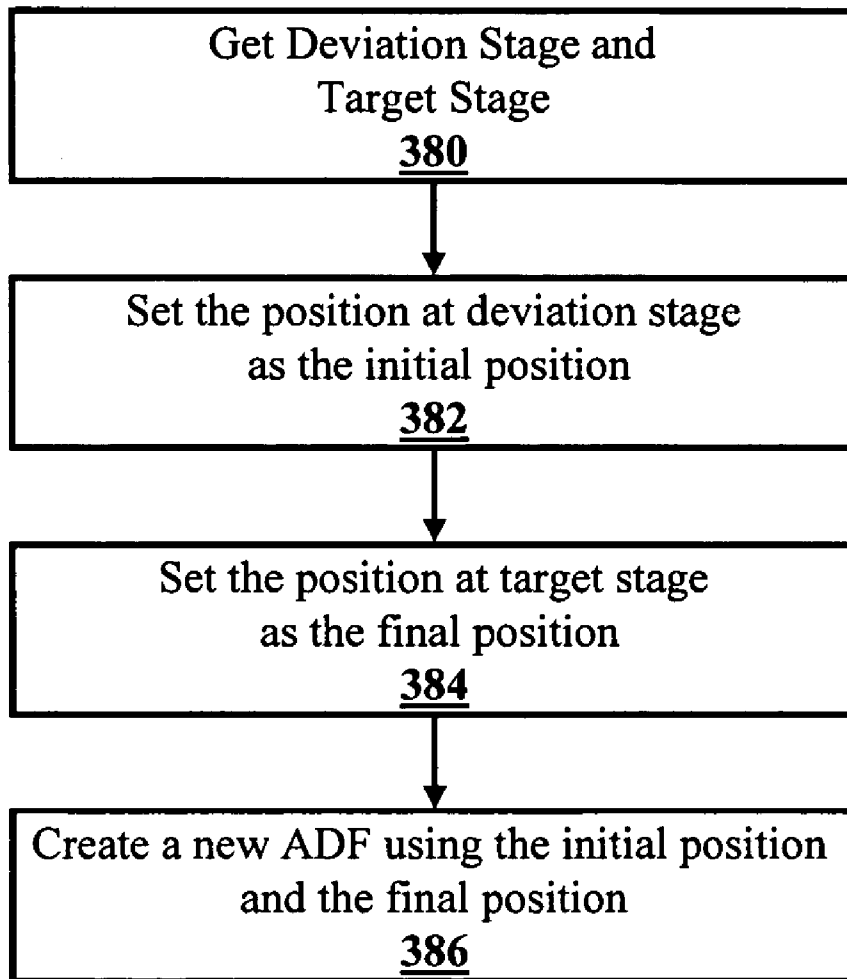 Get Deviation Stage and
Target Stage
380
Set the position at deviation stage
as the initial position
382
Set the position at target stage
as the final position
384
Create a new ADF using the initial position
and the final position
386